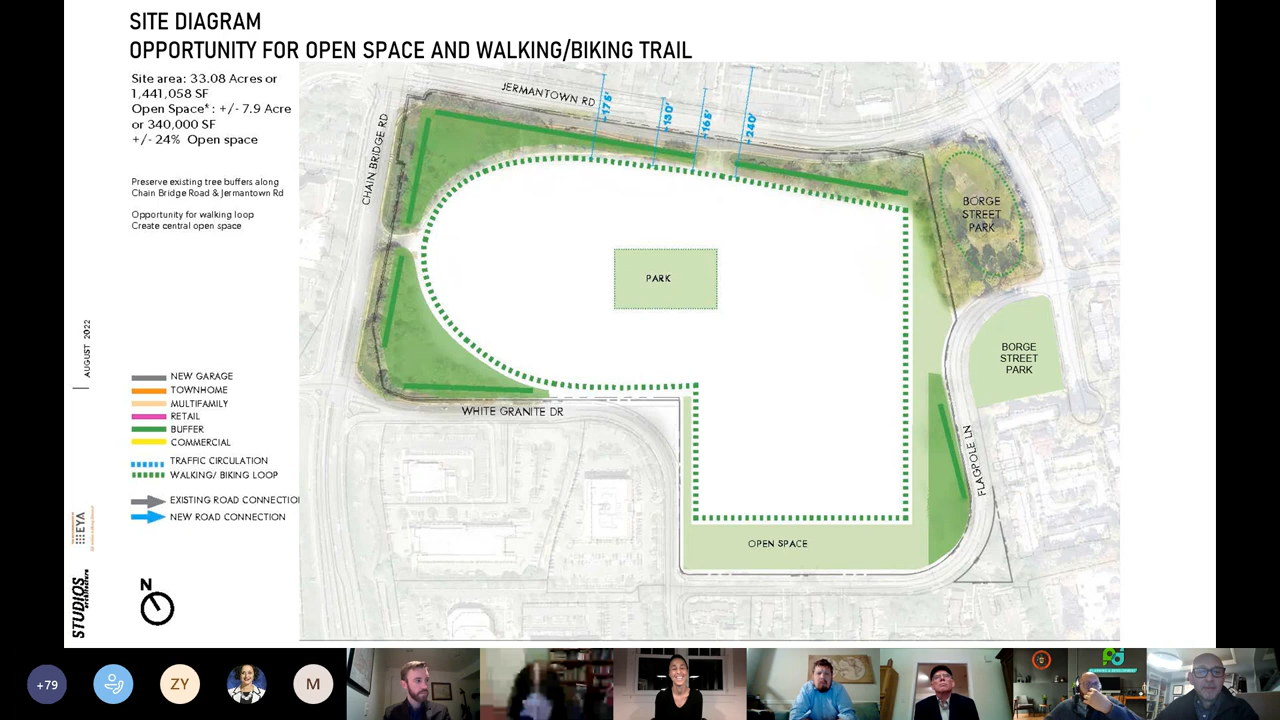 SITE DIAGRAM
OPPORTUNITY FOR OPEN SPACE AND WALKING/BIKING TRAIL
Site area: 33.08 Acres or
1,441,058 SF
Open Space*: +/- 7.9 Acre
or 340,000 SF
+/- 24% Open space
Preserve existing tree buffers along
Chain Bridge Road & Jermantown Rd
Opportunity for walking loop
Create central open space
AUGUST 2022
NEW GARAGE
TOWNHOME
MULTIFAMILY
RETAIL
BUFFER
COMMERCIAL
TRAFFIC CIRCULATION
WALKING/ BIKING LOOP
EXISTING ROAD CONNECTIO
NEW ROAD CONNECTION
EYA
STUDIOS
architecture
N
JERMANTOWN RD
CHAIN BRIDGE RD
±175'
±130'
±165'
±240'
BORGE
STREET
PARK
PARK
BORGE
STREET
PARK
WHITE GRANITE DR
FLAGPOLE LN
OPEN SPACE
+79
ZY
M